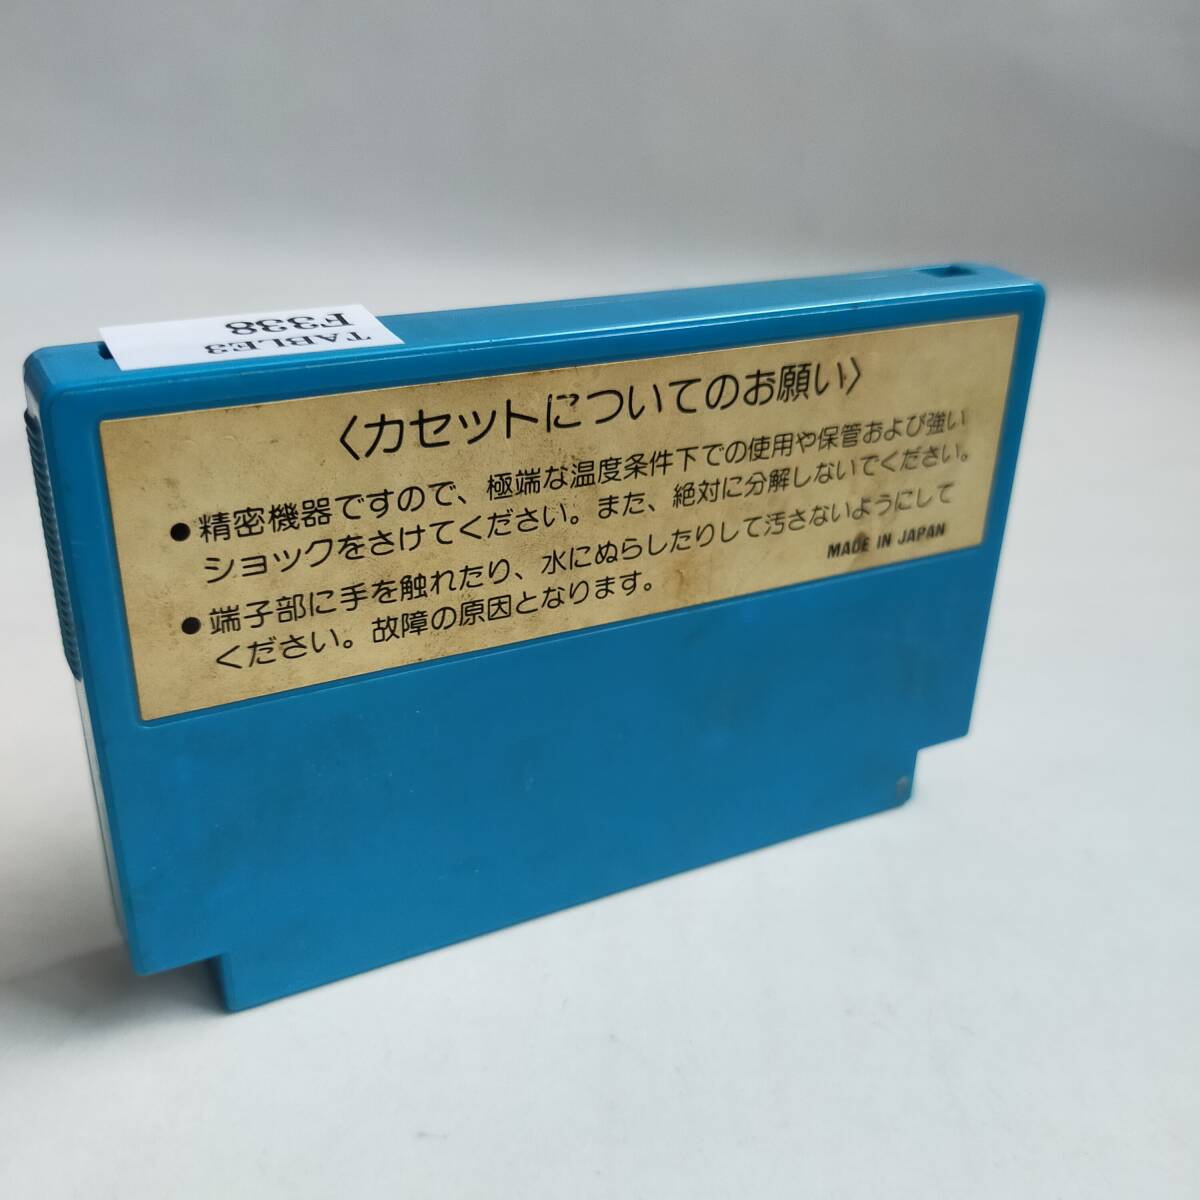 TABLE3
F338
〈カセットについてのお願い〉
●精密機器ですので、極端な温度条件下での使用や保管および強い
ショックをさけてください。また、絶対に分解しないでください。
●端子部に手を触れたり、水にぬらしたりして汚さないようにして
ください。故障の原因となります。
MADE IN JAPAN